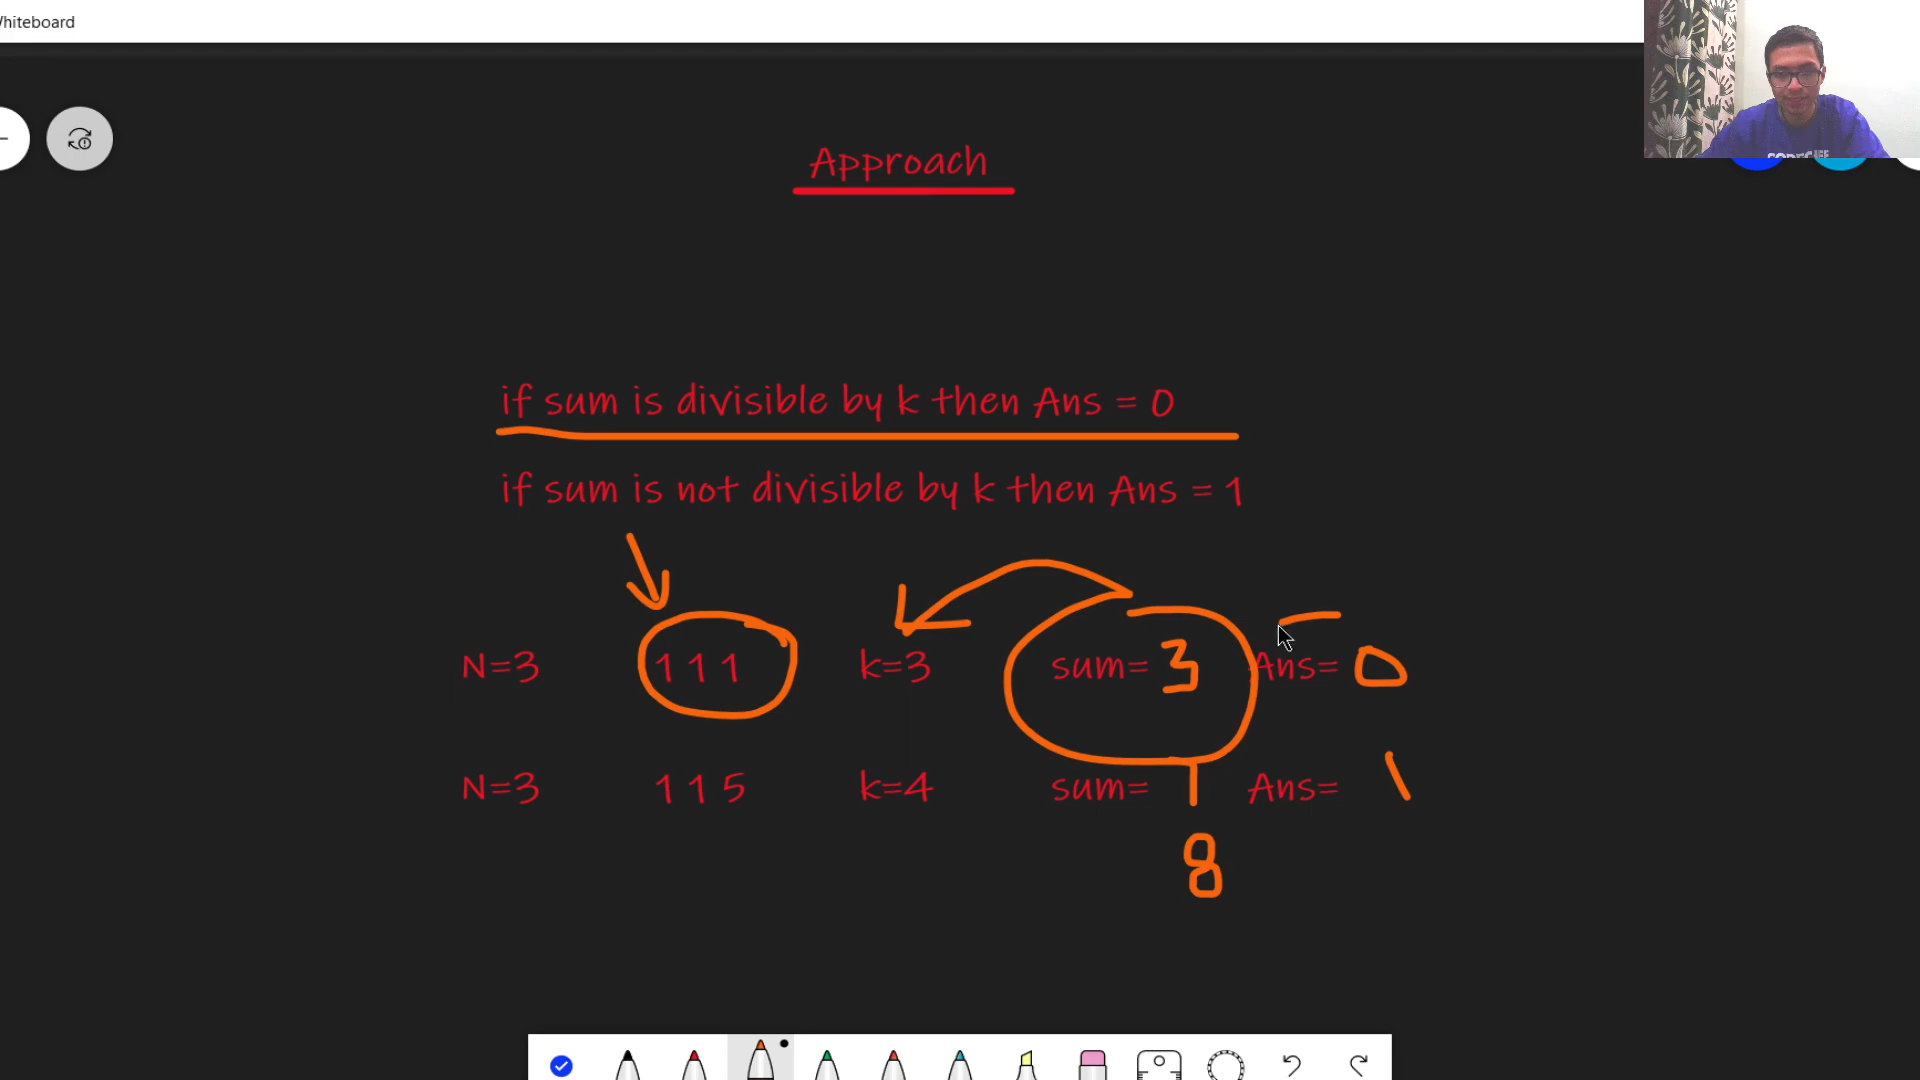 Whiteboard
Approach
if sum is divisible by k then Ans = 0
if sum is not divisible by k then Ans = 1
N=3 1 1 1 k=3 sum= 3 Ans= 0
N=3 1 1 5 k=4 sum= Ans= 1
8